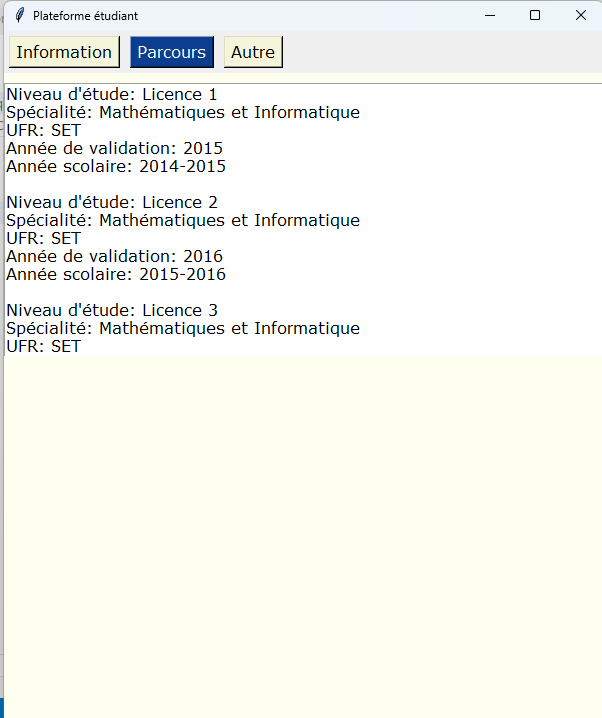 Plateforme étudiant
Information Parcours Autre
Niveau d'étude: Licence 1
Spécialité: Mathématiques et Informatique
UFR: SET
Année de validation: 2015
Année scolaire: 2014-2015
Niveau d'étude: Licence 2
Spécialité: Mathématiques et Informatique
UFR: SET
Année de validation: 2016
Année scolaire: 2015-2016
Niveau d'étude: Licence 3
Spécialité: Mathématiques et Informatique
UFR: SET